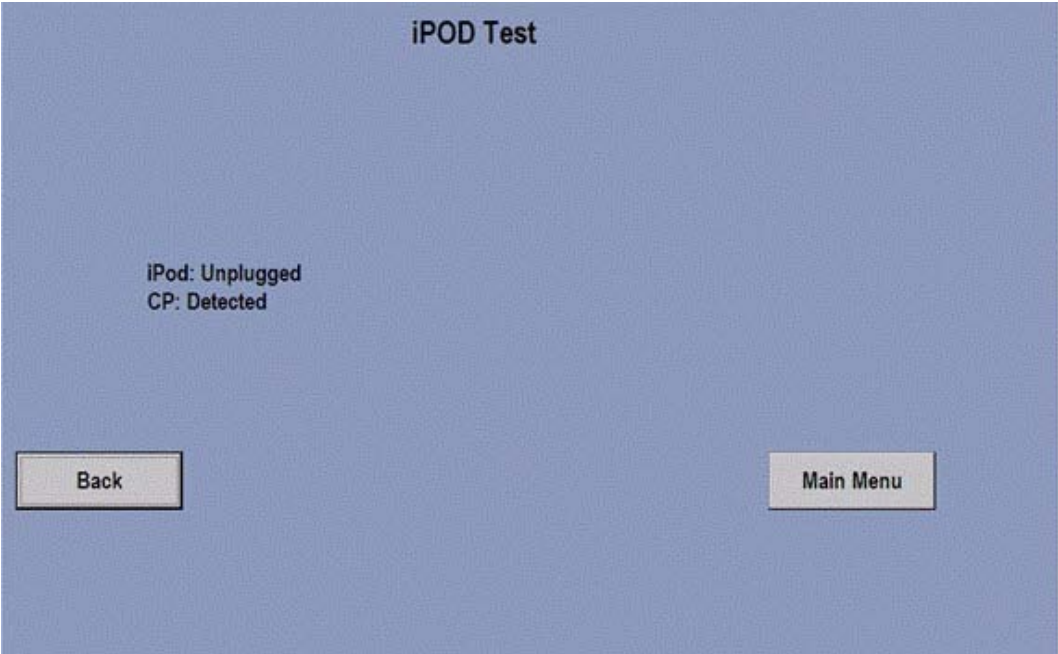 iPOD Test
iPod: Unplugged
CP: Detected
Back
Main Menu